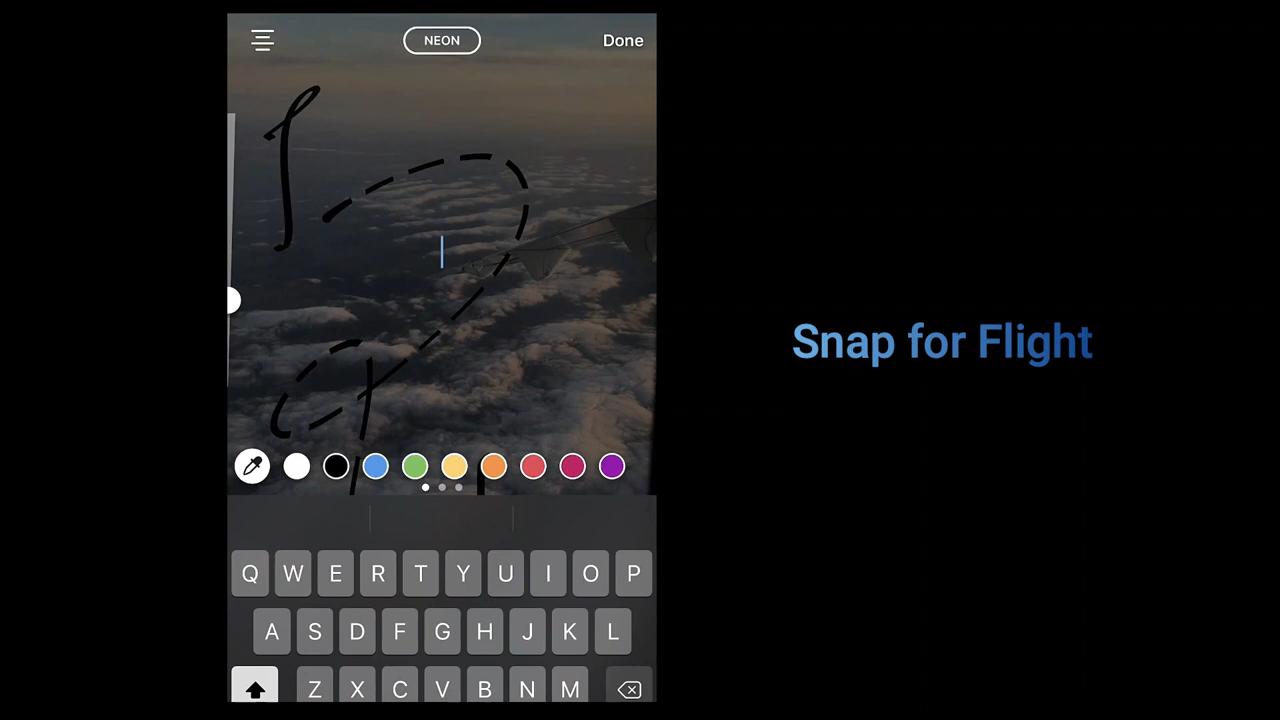 NEON
Done
Snap for Flight
Q W E R T Y U I O P
A S D F G H J K L
Z X C V B N M